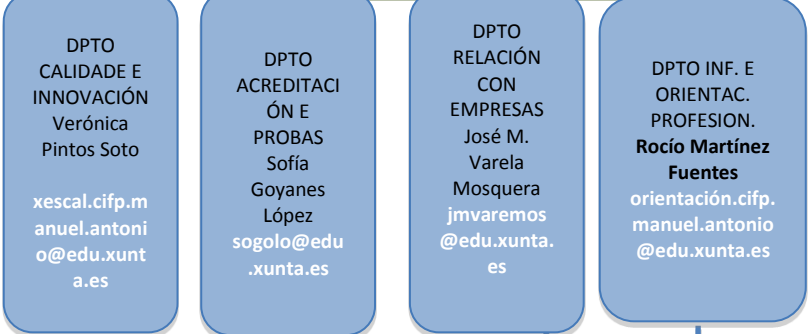 DPTO
CALIDADE E
INNOVACIÓN
Verónica
Pintos Soto
xescal.cifp.m
anuel.antoni
o@edu.xunt
a.es
DPTO
ACREDITACI
ÓN E
PROBAS
Sofía
Goyanes
López
sogolo@edu
.xunta.es
DPTO
RELACIÓN
CON
EMPRESAS
José M.
Varela
Mosquera
jmvaremos
@edu.xunta.
es
DPTO INF. E
ORIENTAC.
PROFESION.
Rocío Martínez
Fuentes
orientación.cifp.
manuel.antonio
@edu.xunta.es